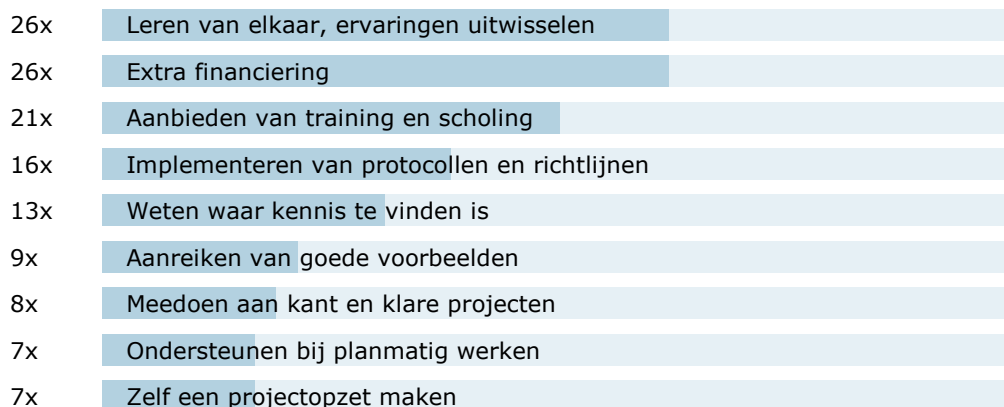 26x Leren van elkaar, ervaringen uitwisselen
26x Extra financiering
21x Aanbieden van training en scholing
16x Implementeren van protocollen en richtlijnen
13x Weten waar kennis te vinden is
9x Aanreiken van goede voorbeelden
8x Meedoen aan kant en klare projecten
7x Ondersteunen bij planmatig werken
7x Zelf een projectopzet maken